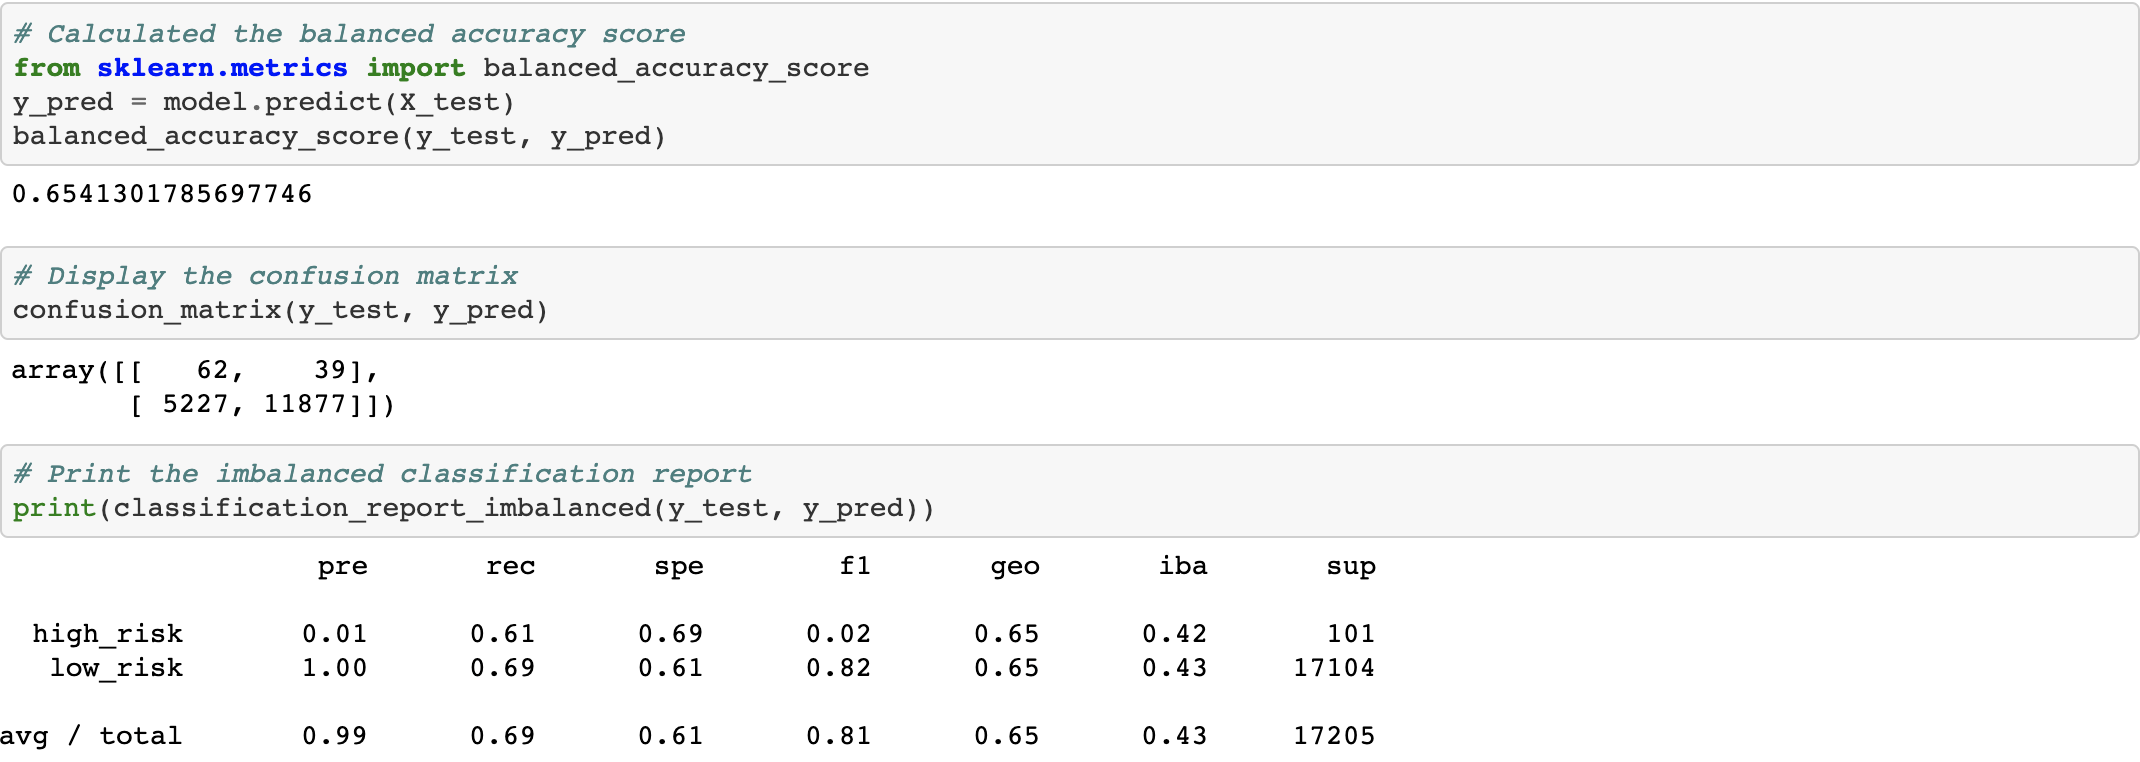 # Calculated the balanced accuracy score
from sklearn.metrics import balanced_accuracy_score
y_pred = model.predict(X_test)
balanced_accuracy_score(y_test, y_pred)
0.6541301785697746
# Display the confusion matrix
confusion_matrix(y_test, y_pred)
array([[   62,    39],
       [ 5227, 11877]])
# Print the imbalanced classification report
print(classification_report_imbalanced(y_test, y_pred))
                   pre       rec       spe        f1       geo       iba       sup
  high_risk       0.01      0.61      0.69      0.02      0.65      0.42       101
   low_risk       1.00      0.69      0.61      0.82      0.65      0.43     17104
avg / total       0.99      0.69      0.61      0.81      0.65      0.43     17205